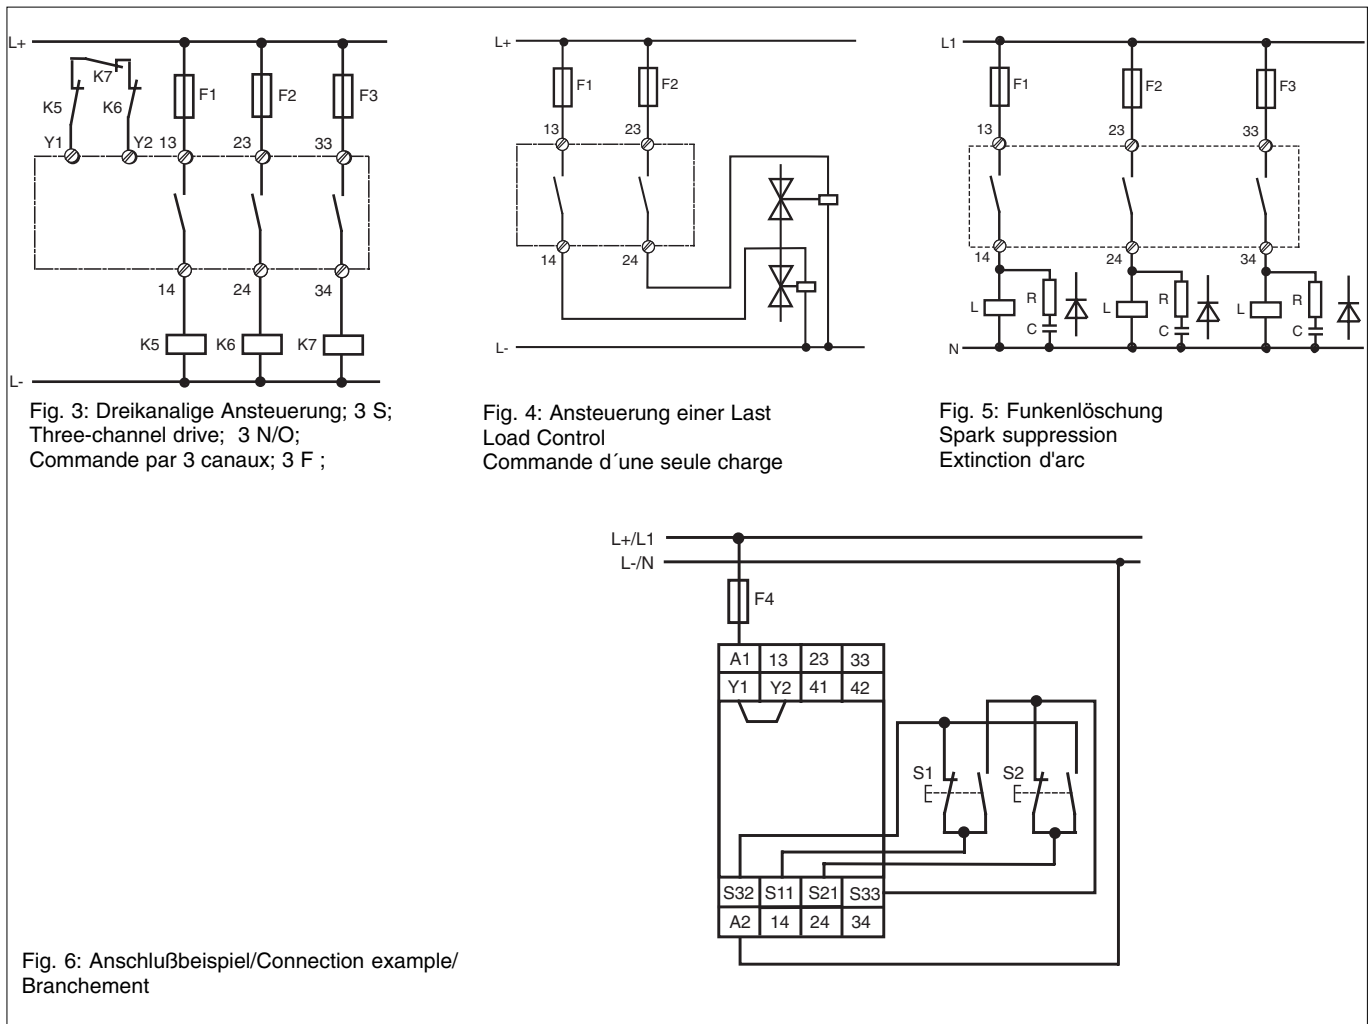 L+
K7
K5
K6
F1
F2
F3
Y1
Y2
13
23
33
14
24
34
K5
K6
K7
L-
Fig. 3: Dreikanalige Ansteuerung; 3 S;
Three-channel drive; 3 N/O;
Commande par 3 canaux; 3 F ;
L+
F1
F2
13
23
14
24
L-
Fig. 4: Ansteuerung einer Last
Load Control
Commande d´une seule charge
L1
F1
F2
F3
13
23
33
14
24
34
L
R
C
L
R
C
L
R
C
N
Fig. 5: Funkenlöschung
Spark suppression
Extinction d'arc
L+/L1
L-/N
F4
A1 13 23 33
Y1 Y2 41 42
S1
S2
S32 S11 S21 S33
A2 14 24 34
Fig. 6: Anschlußbeispiel/Connection example/
Branchement